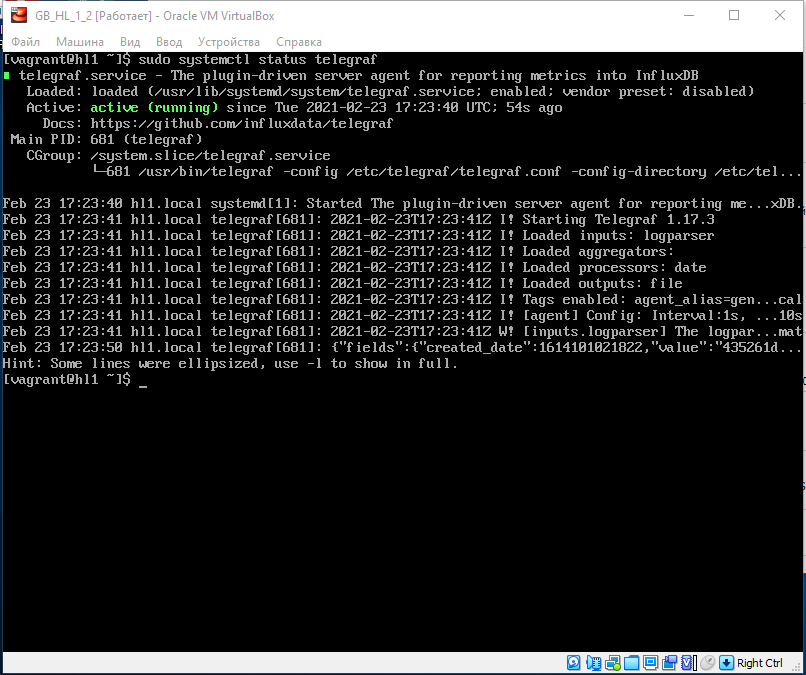 GB_HL_1_2 [Работает] - Oracle VM VirtualBox
Файл Машина Вид Ввод Устройства Справка
[vagrant@hl1 ~]$ sudo systemctl status telegraf
telegraf.service - The plugin-driven server agent for reporting metrics into InfluxDB
Loaded: loaded (/usr/lib/systemd/system/telegraf.service; enabled; vendor preset: disabled)
Active: active (running) since Tue 2021-02-23 17:23:40 UTC; 54s ago
Docs: https://github.com/influxdata/telegraf
Main PID: 681 (telegraf)
CGroup: /system.slice/telegraf.service
└─681 /usr/bin/telegraf -config /etc/telegraf/telegraf.conf -config-directory /etc/tel...
Feb 23 17:23:40 hl1.local systemd[1]: Started The plugin-driven server agent for reporting me...xDB.
Feb 23 17:23:41 hl1.local telegraf[681]: 2021-02-23T17:23:41Z I! Starting Telegraf 1.17.3
Feb 23 17:23:41 hl1.local telegraf[681]: 2021-02-23T17:23:41Z I! Loaded inputs: logparser
Feb 23 17:23:41 hl1.local telegraf[681]: 2021-02-23T17:23:41Z I! Loaded aggregators:
Feb 23 17:23:41 hl1.local telegraf[681]: 2021-02-23T17:23:41Z I! Loaded processors: date
Feb 23 17:23:41 hl1.local telegraf[681]: 2021-02-23T17:23:41Z I! Loaded outputs: file
Feb 23 17:23:41 hl1.local telegraf[681]: 2021-02-23T17:23:41Z I! Tags enabled: agent_alias=gen...cal
Feb 23 17:23:41 hl1.local telegraf[681]: 2021-02-23T17:23:41Z I! [agent] Config: Interval:1s, ...10s
Feb 23 17:23:41 hl1.local telegraf[681]: 2021-02-23T17:23:41Z W! [inputs.logparser] The logpar...mat
Feb 23 17:23:50 hl1.local telegraf[681]: {"fields":{"created_date":1614101021822,"value":"435261d...
Hint: Some lines were ellipsized, use -l to show in full.
[vagrant@hl1 ~]$ _
Right Ctrl